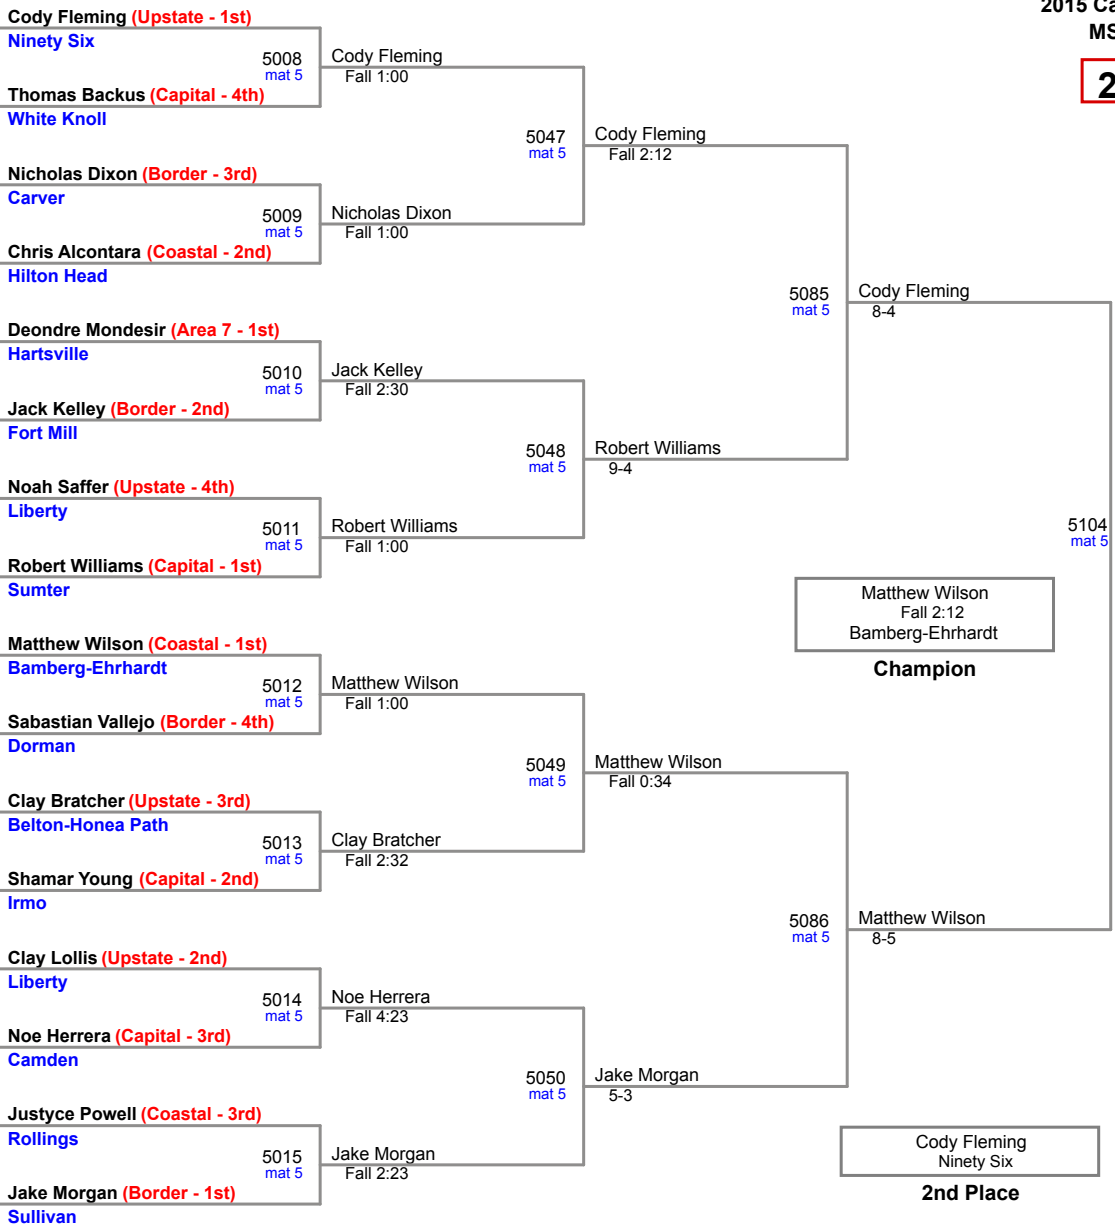 2015 Ca
MS
2
Cody Fleming (Upstate - 1st)
Ninety Six
5008
mat 5
Cody Fleming
Fall 1:00
Thomas Backus (Capital - 4th)
White Knoll
5047
mat 5
Cody Fleming
Fall 2:12
Nicholas Dixon (Border - 3rd)
Carver
5009
mat 5
Nicholas Dixon
Fall 1:00
Chris Alcontara (Coastal - 2nd)
Hilton Head
5085
mat 5
Cody Fleming
8-4
Deondre Mondesir (Area 7 - 1st)
Hartsville
5010
mat 5
Jack Kelley
Fall 2:30
Jack Kelley (Border - 2nd)
Fort Mill
5048
mat 5
Robert Williams
9-4
Noah Saffer (Upstate - 4th)
Liberty
5011
mat 5
Robert Williams
Fall 1:00
Robert Williams (Capital - 1st)
Sumter
5104
mat 5
Matthew Wilson
Fall 2:12
Bamberg-Ehrhardt
Champion
Matthew Wilson (Coastal - 1st)
Bamberg-Ehrhardt
5012
mat 5
Matthew Wilson
Fall 1:00
Sabastian Vallejo (Border - 4th)
Dorman
5049
mat 5
Matthew Wilson
Fall 0:34
Clay Bratcher (Upstate - 3rd)
Belton-Honea Path
5013
mat 5
Clay Bratcher
Fall 2:32
Shamar Young (Capital - 2nd)
Irmo
5086
mat 5
Matthew Wilson
8-5
Clay Lollis (Upstate - 2nd)
Liberty
5014
mat 5
Noe Herrera
Fall 4:23
Noe Herrera (Capital - 3rd)
Camden
5050
mat 5
Jake Morgan
5-3
Justyce Powell (Coastal - 3rd)
Rollings
5015
mat 5
Jake Morgan
Fall 2:23
Jake Morgan (Border - 1st)
Sullivan
Cody Fleming
Ninety Six
2nd Place